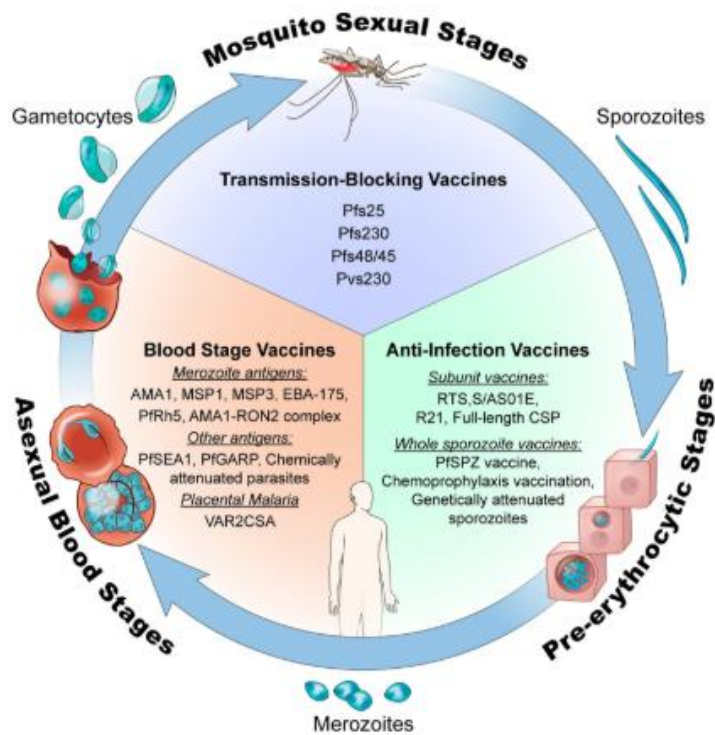 Mosquito Sexual Stages
Gametocytes
Sporozoites
Transmission-Blocking Vaccines
Pfs25
Pfs230
Pfs48/45
Pvs230
Blood Stage Vaccines
Merozoite antigens:
AMA1, MSP1, MSP3, EBA-175,
PfRh5, AMA1-RON2 complex
Other antigens:
PfSEA1, PfGARP, Chemically
attenuated parasites
Placental Malaria
VAR2CSA
Anti-Infection Vaccines
Subunit vaccines:
RTS,S/AS01E,
R21, Full-length CSP
Whole sporozoite vaccines:
PfSPZ vaccine,
Chemoprophylaxis vaccination,
Genetically attenuated
sporozoites
Asexual Blood Stages
Pre-erythrocytic Stages
Merozoites